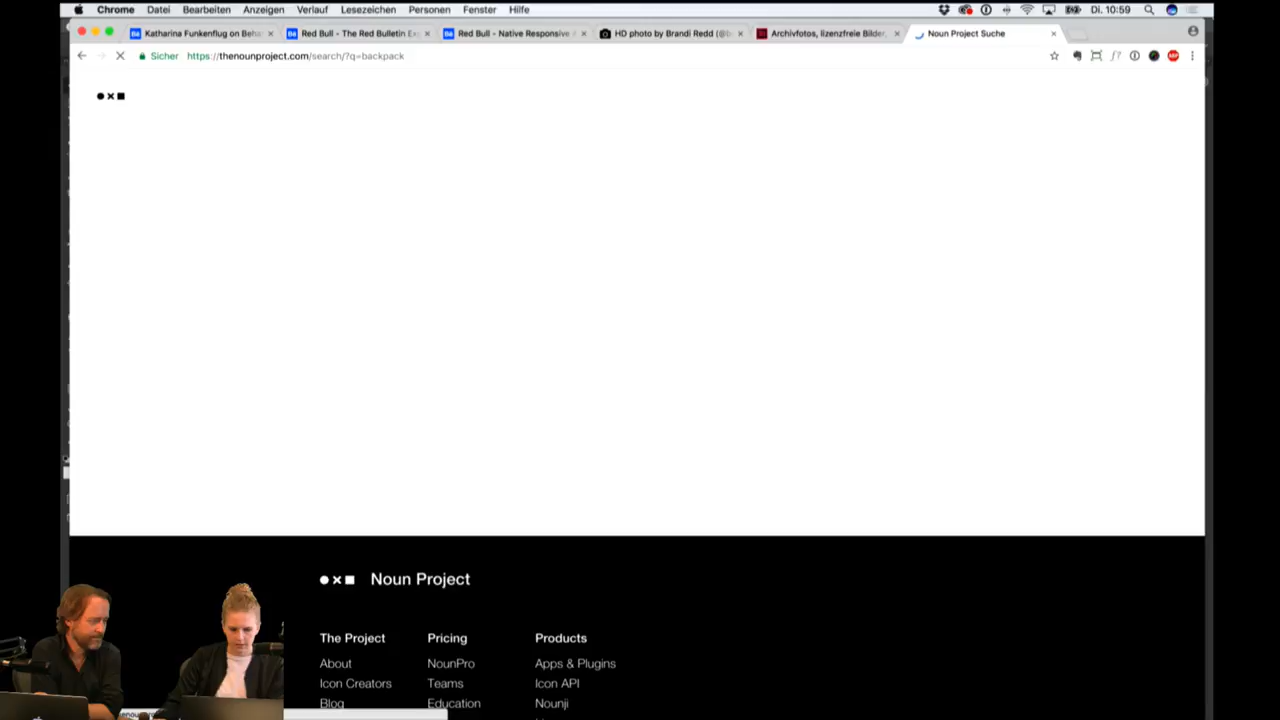 Chrome Datei Bearbeiten Anzeigen Verlauf Lesezeichen Personen Fenster Hilfe Di. 10:59
Katharina Funkenflug on Beha
Red Bull - The Red Bulletin Ex
Red Bull - Native Responsive
HD photo by Brandi Redd (@b
Archivfotos, lizenzfreie Bilder,
Noun Project Suche
Sicher https://thenounproject.com/search/?q=backpack
Noun Project
The Project Pricing Products
About NounPro Apps & Plugins
Icon Creators Teams Icon API
Blog Education Nounji